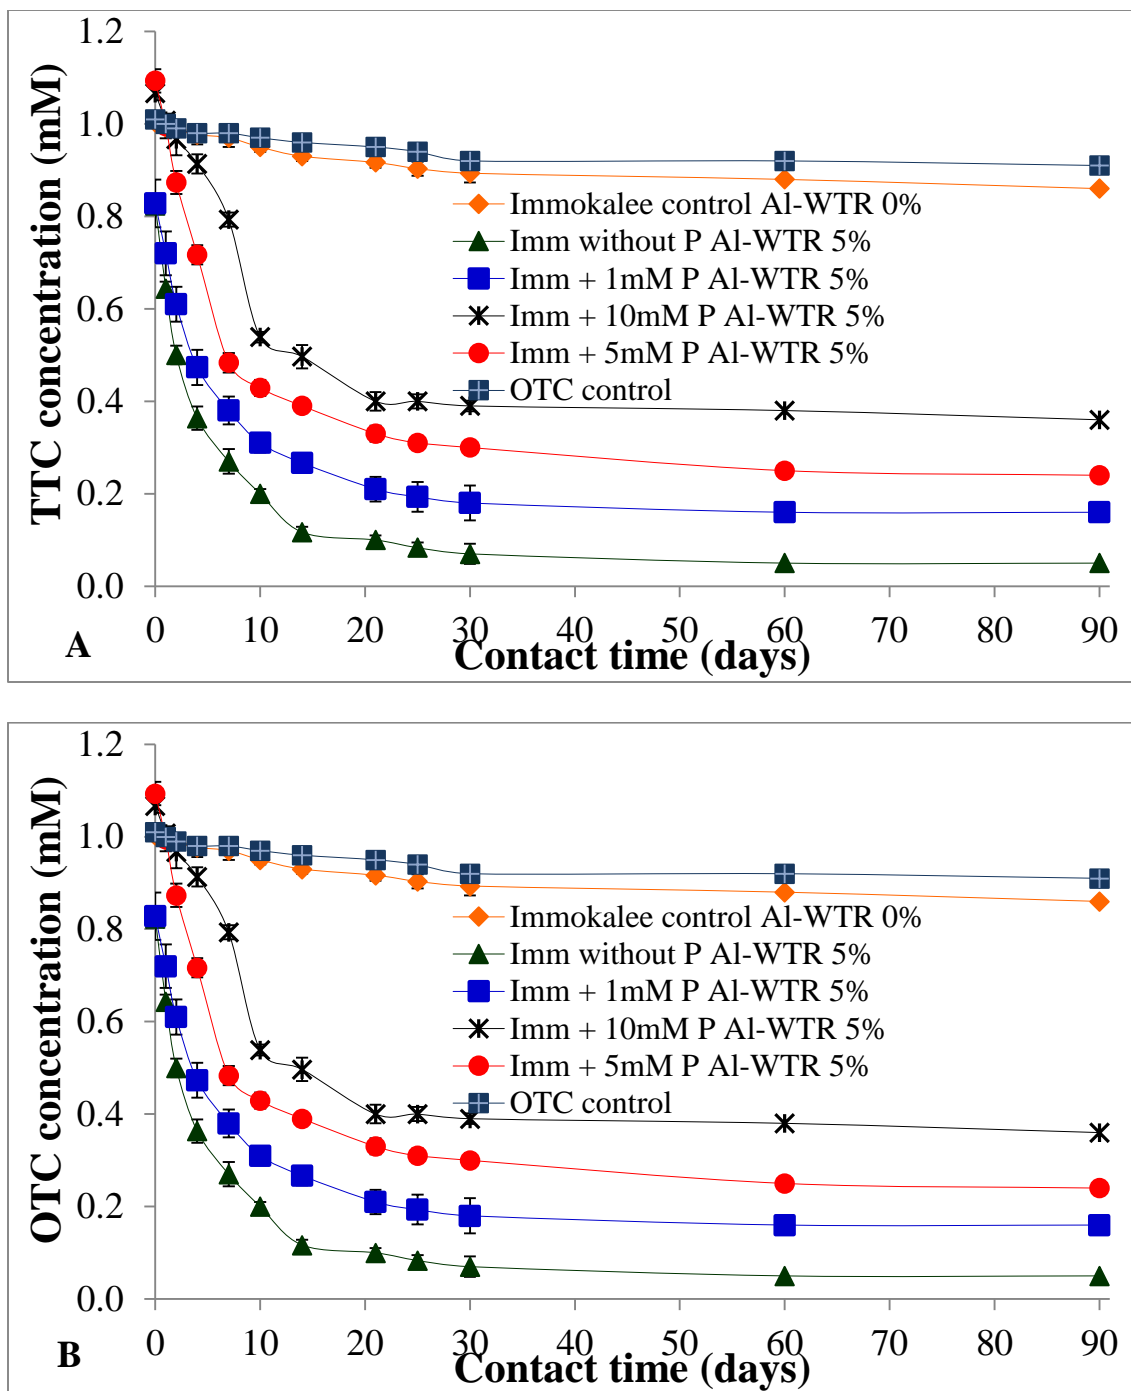 1.2
1.0
0.8
0.6
0.4
0.2
0.0
TTC concentration (mM)
Immokalee control Al-WTR 0%
Imm without P Al-WTR 5%
Imm + 1mM P Al-WTR 5%
Imm + 10mM P Al-WTR 5%
Imm + 5mM P Al-WTR 5%
OTC control
0 10 20 30 40 50 60 70 80 90
A
Contact time (days)
1.2
1.0
0.8
0.6
0.4
0.2
0.0
OTC concentration (mM)
Immokalee control Al-WTR 0%
Imm without P Al-WTR 5%
Imm + 1mM P Al-WTR 5%
Imm + 10mM P Al-WTR 5%
Imm + 5mM P Al-WTR 5%
OTC control
0 10 20 30 40 50 60 70 80 90
B
Contact time (days)